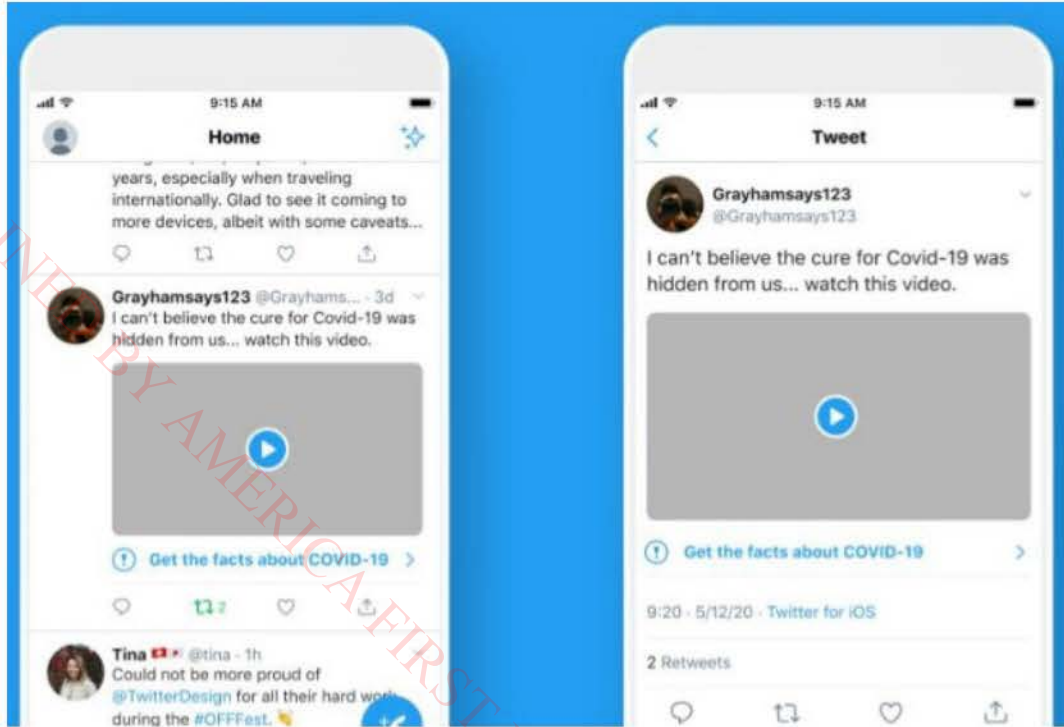 9:15 AM
Home
years, especially when traveling
internationally. Glad to see it coming to
more devices, albeit with some caveats...
Grayhamsays123 @Grayhams... · 3d
I can't believe the cure for Covid-19 was
hidden from us... watch this video.
Get the facts about COVID-19
2
Tina @tina · 1h
Could not be more proud of
@TwitterDesign for all their hard work
during the #OFFFest.
9:15 AM
Tweet
Grayhamsays123
@Grayhamsays123
I can't believe the cure for Covid-19 was
hidden from us... watch this video.
Get the facts about COVID-19
9:20 · 5/12/20 · Twitter for iOS
2 Retweets
BY AMERICA FIRST